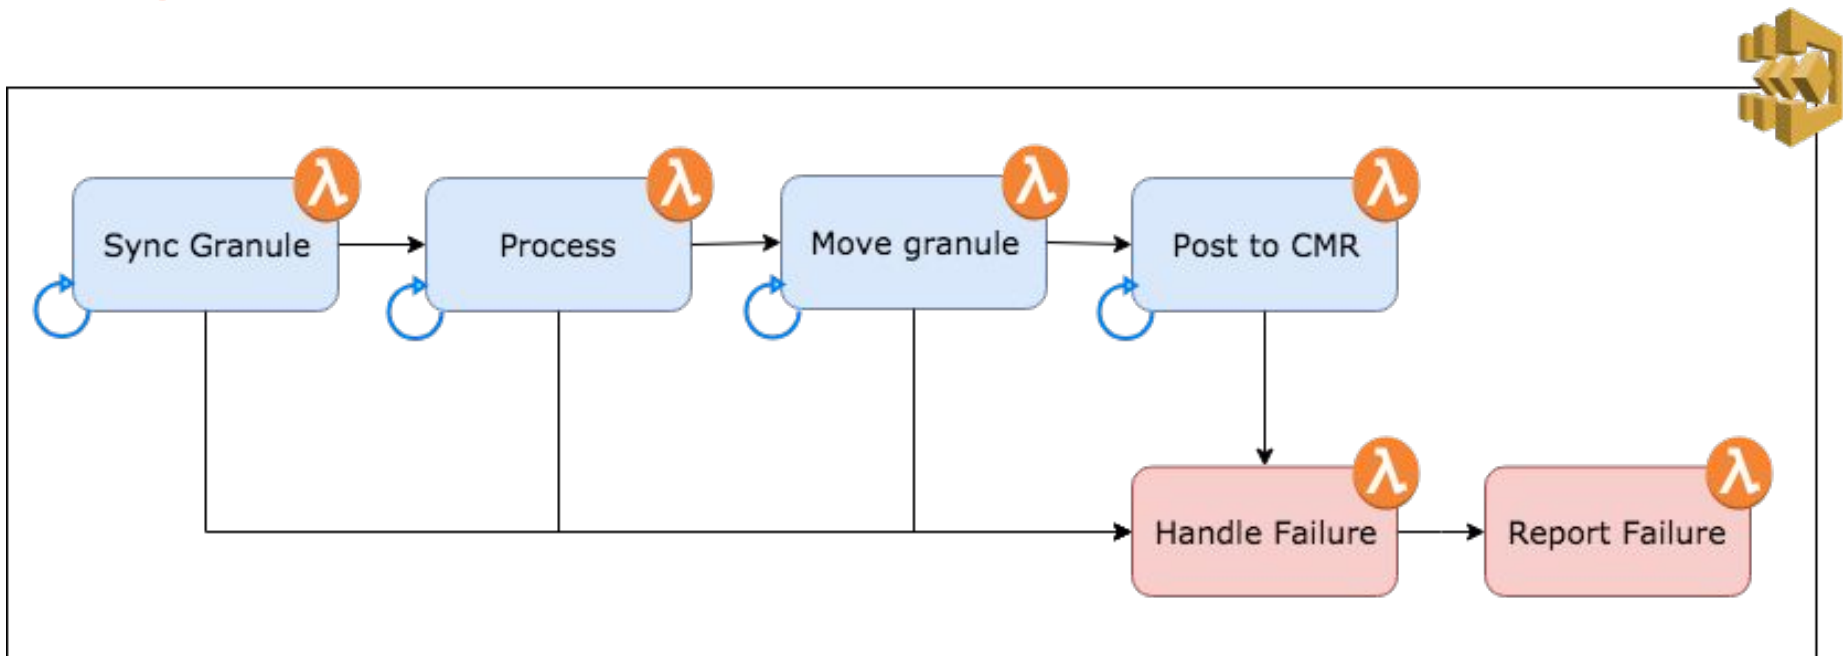 Sync Granule
Process
Move granule
Post to CMR
Handle Failure
Report Failure